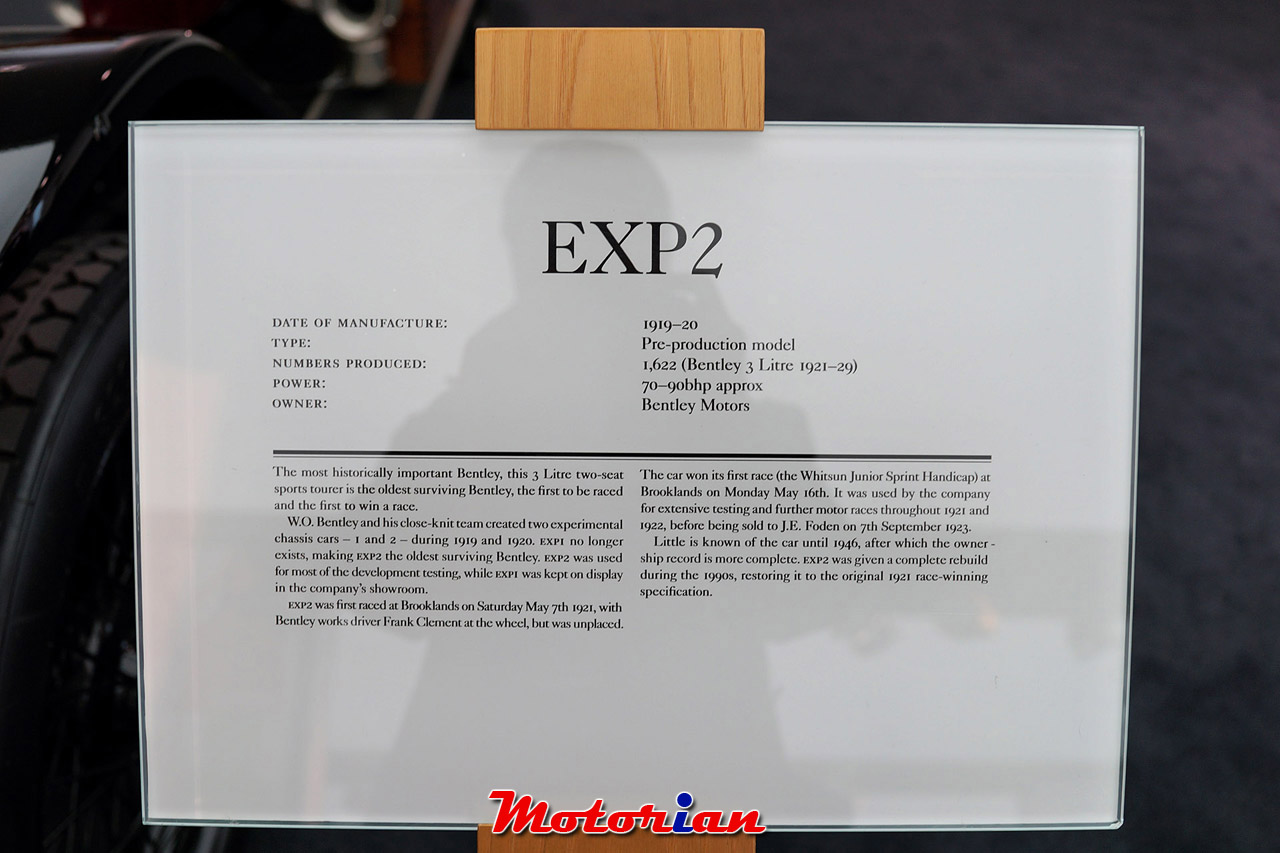 EXP2
DATE OF MANUFACTURE: 1919–20
TYPE: Pre-production model
NUMBERS PRODUCED: 1,622 (Bentley 3 Litre 1921–29)
POWER: 70–90bhp approx
OWNER: Bentley Motors
The most historically important Bentley, this 3 Litre two-seat
sports tourer is the oldest surviving Bentley, the first to be raced
and the first to win a race.
W.O. Bentley and his close-knit team created two experimental
chassis cars – 1 and 2 – during 1919 and 1920. EXP1 no longer
exists, making EXP2 the oldest surviving Bentley. EXP2 was used
for most of the development testing, while EXP1 was kept on display
in the company's showroom.
EXP2 was first raced at Brooklands on Saturday May 7th 1921, with
Bentley works driver Frank Clement at the wheel, but was unplaced.
The car won its first race (the Whitsun Junior Sprint Handicap) at
Brooklands on Monday May 16th. It was used by the company
for extensive testing and further motor races throughout 1921 and
1922, before being sold to J.E. Foden on 7th September 1923.
Little is known of the car until 1946, after which the owner-
ship record is more complete. EXP2 was given a complete rebuild
during the 1990s, restoring it to the original 1921 race-winning
specification.
Motorian